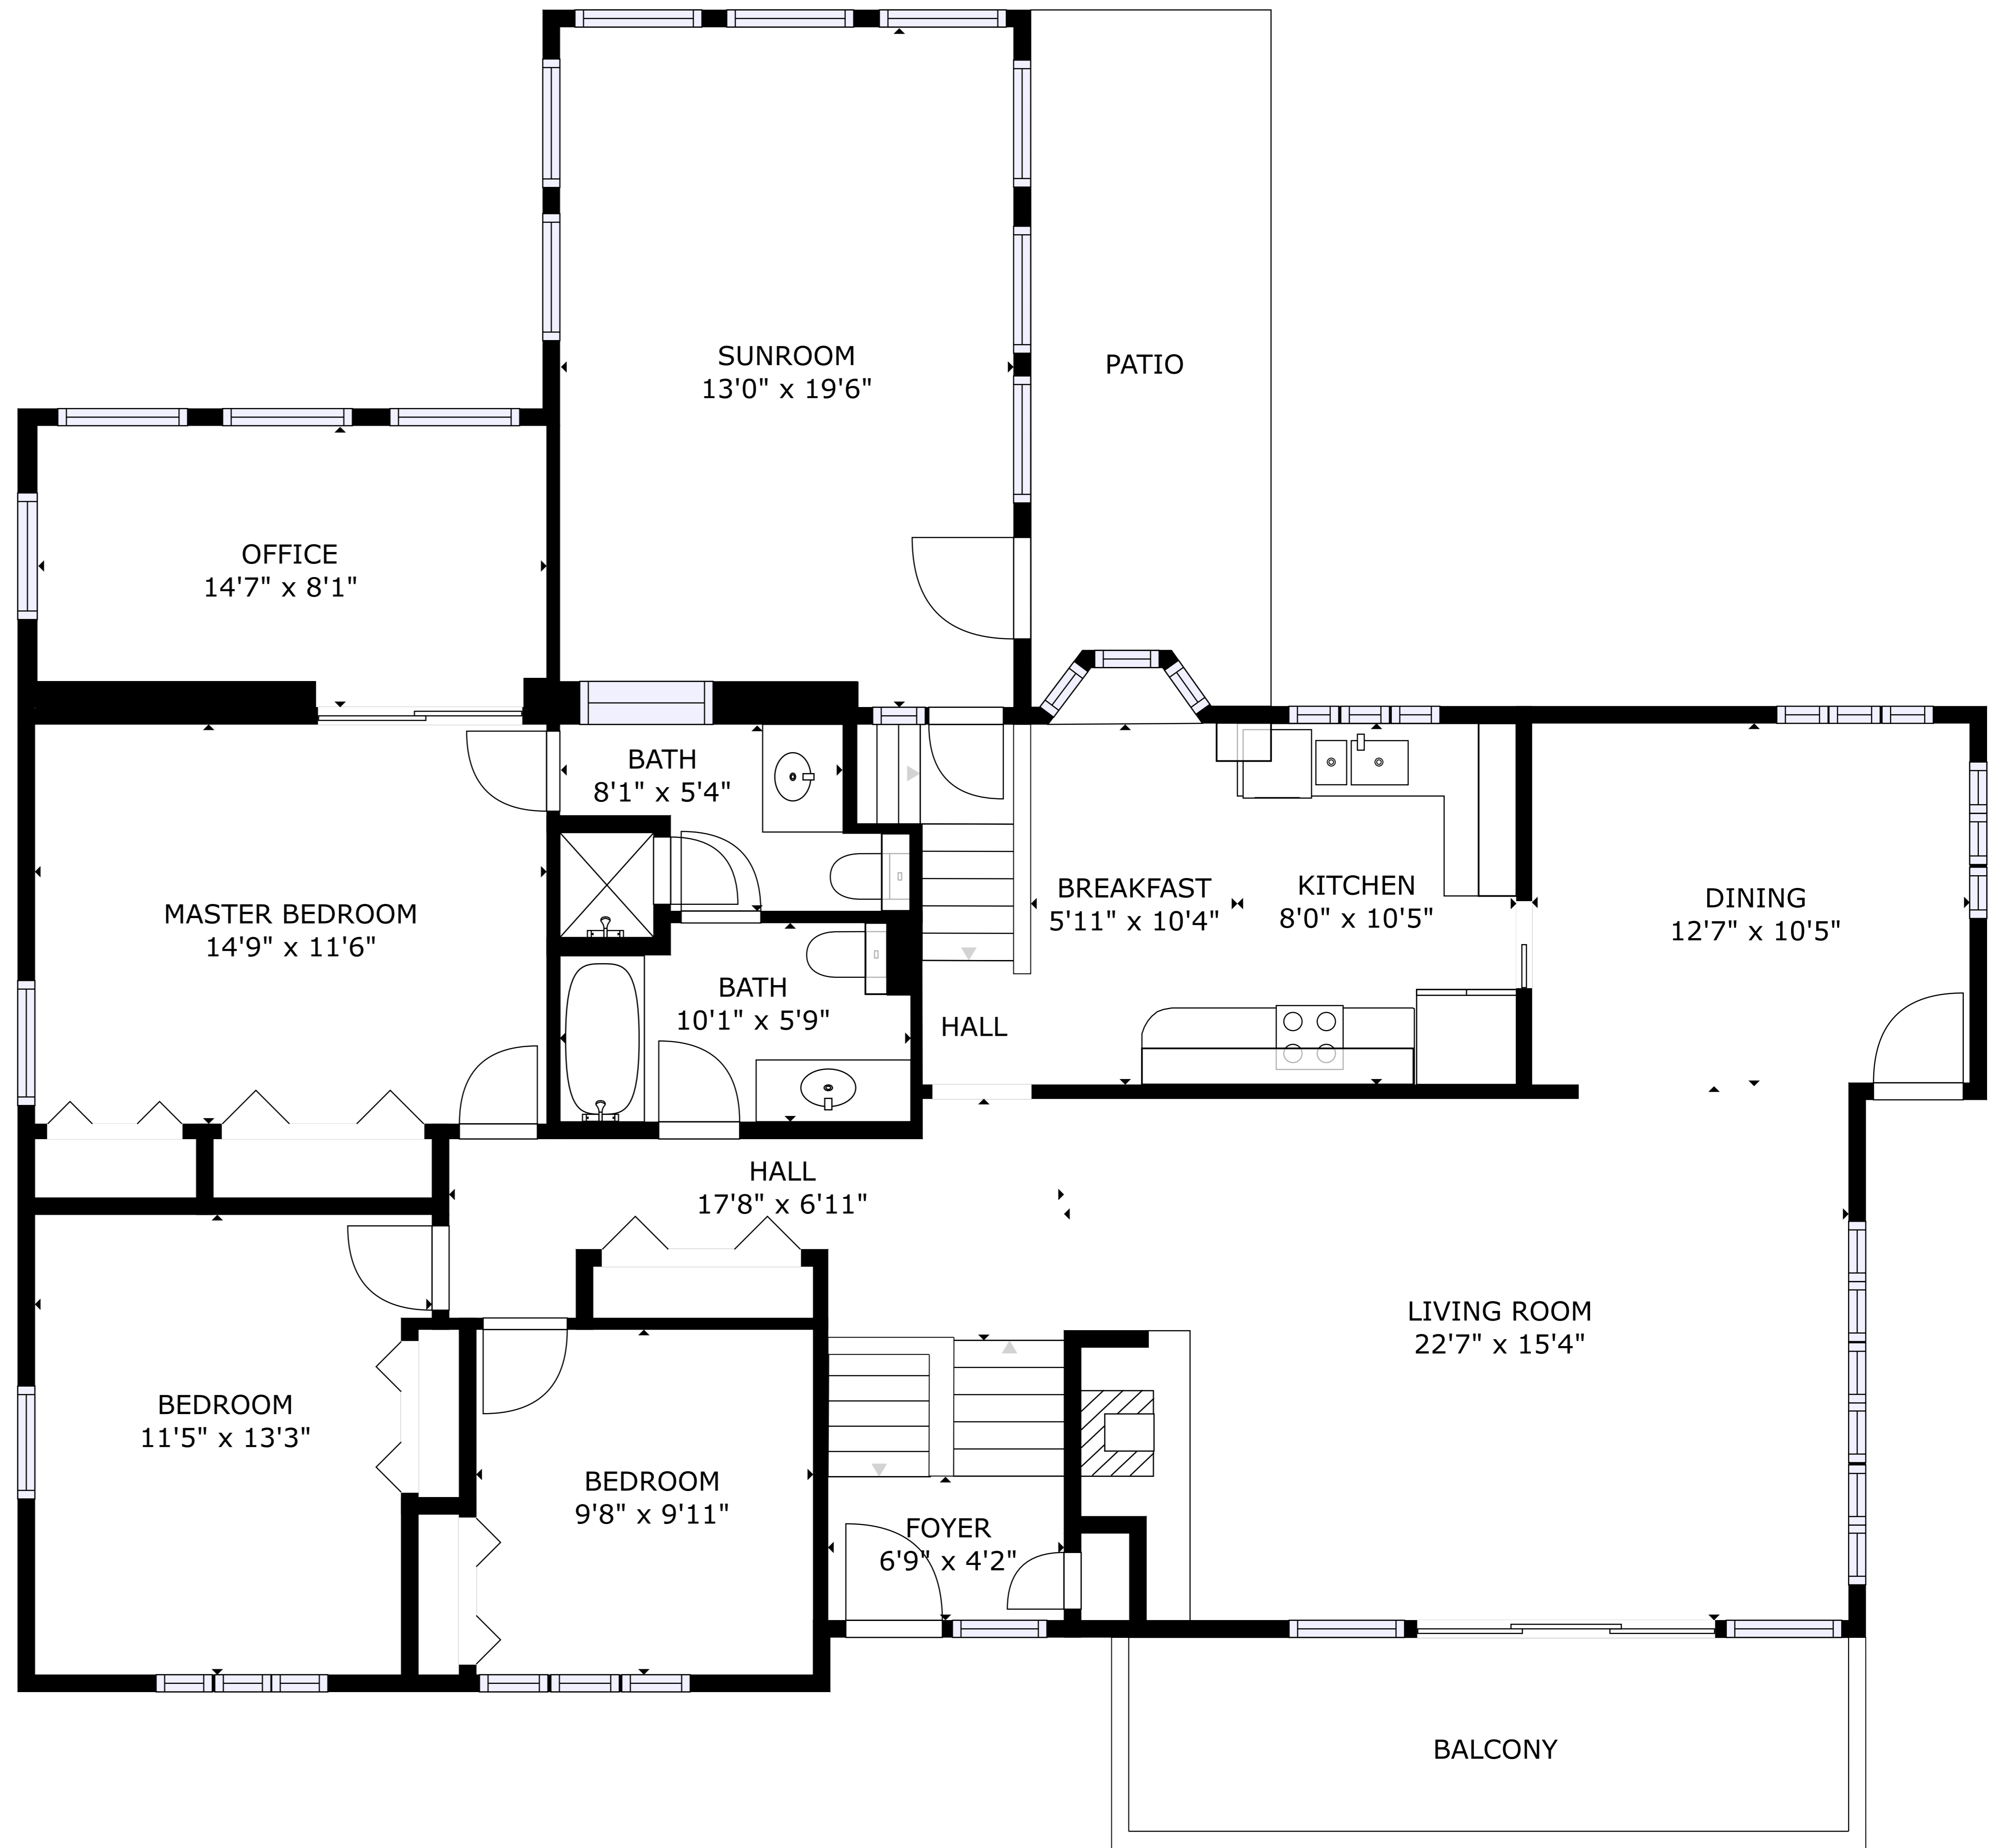 SUNROOM
13'0" x 19'6"
PATIO
OFFICE
14'7" x 8'1"
BATH
8'1" x 5'4"
MASTER BEDROOM
14'9" x 11'6"
BREAKFAST
5'11" x 10'4"
KITCHEN
8'0" x 10'5"
DINING
12'7" x 10'5"
BATH
10'1" x 5'9"
HALL
HALL
17'8" x 6'11"
LIVING ROOM
22'7" x 15'4"
BEDROOM
11'5" x 13'3"
BEDROOM
9'8" x 9'11"
FOYER
6'9" x 4'2"
BALCONY